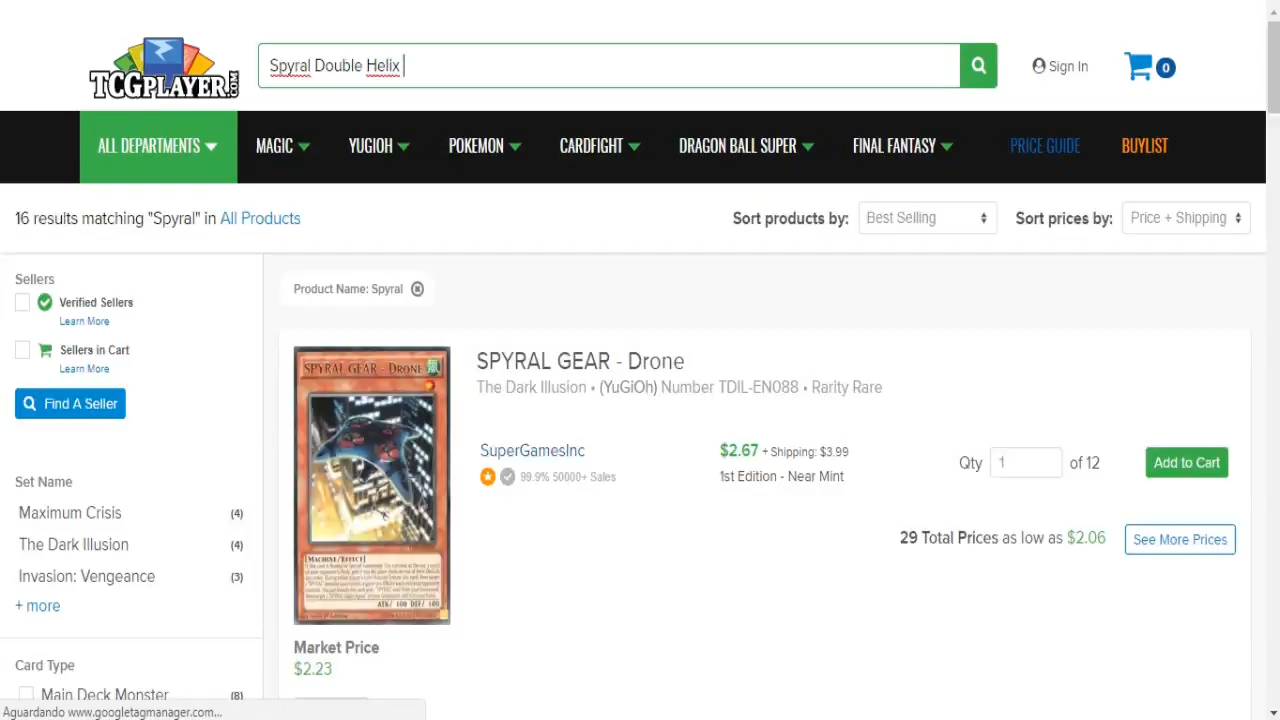 TCGPLAYER.COM
Spyral Double Helix
Sign In
0
ALL DEPARTMENTS
MAGIC
YUGIOH
POKEMON
CARDFIGHT
DRAGON BALL SUPER
FINAL FANTASY
PRICE GUIDE
BUYLIST
16 results matching "Spyral" in All Products
Sort products by:
Best Selling
Sort prices by:
Price + Shipping
Sellers
Verified Sellers
Learn More
Sellers in Cart
Learn More
Find A Seller
Set Name
Maximum Crisis (4)
The Dark Illusion (4)
Invasion: Vengeance (3)
+ more
Card Type
Main Deck Monster (8)
Product Name: Spyral
SPYRAL GEAR - DRONE
[MACHINE/EFFECT]
ATK/ 100 DEF/ 100
Market Price
$2.23
SPYRAL GEAR - Drone
The Dark Illusion • (YuGiOh) Number TDIL-EN088 • Rarity Rare
SuperGamesInc
99.9% 50000+ Sales
$2.67 + Shipping: $3.99
1st Edition - Near Mint
Qty 1 of 12
Add to Cart
29 Total Prices as low as $2.06
See More Prices
Aguardando www.googletagmanager.com...